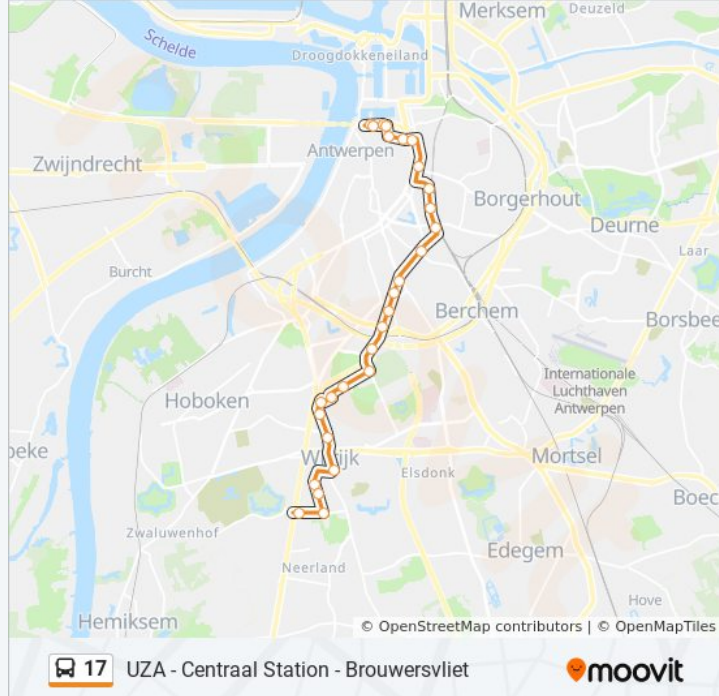 Merksem
Deuzeld
Schelde
Droogdokkeneiland
Antwerpen
Zwijndrecht
Borgerhout
Deurne
Laar
Burcht
Berchem
Borsbee
Internationale
Luchthaven
Antwerpen
Hoboken
beke
Wilrijk
Mortsel
Elsdonk
Boec
Zwaluwenhof
Edegem
Neerland
Hove
Hemiksem
© OpenStreetMap contributors | © OpenMapTiles
17 UZA - Centraal Station - Brouwersvliet
moovit